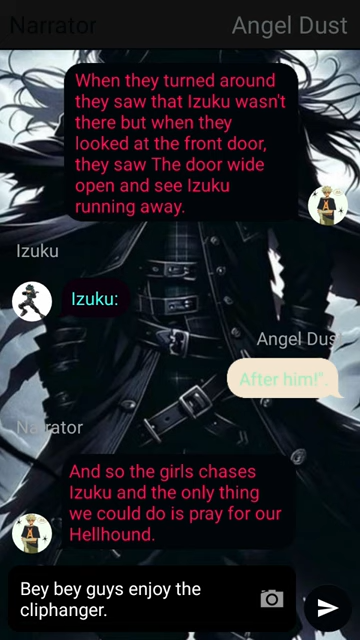 Narrator
Angel Dust
When they turned around
they saw that Izuku wasn't
there but when they
looked at the front door,
they saw The door wide
open and see Izuku
running away.
Izuku
Izuku:
Angel Dus
After him!".
Narrator
And so the girls chases
Izuku and the only thing
we could do is pray for our
Hellhound.
Bey bey guys enjoy the
cliphanger.